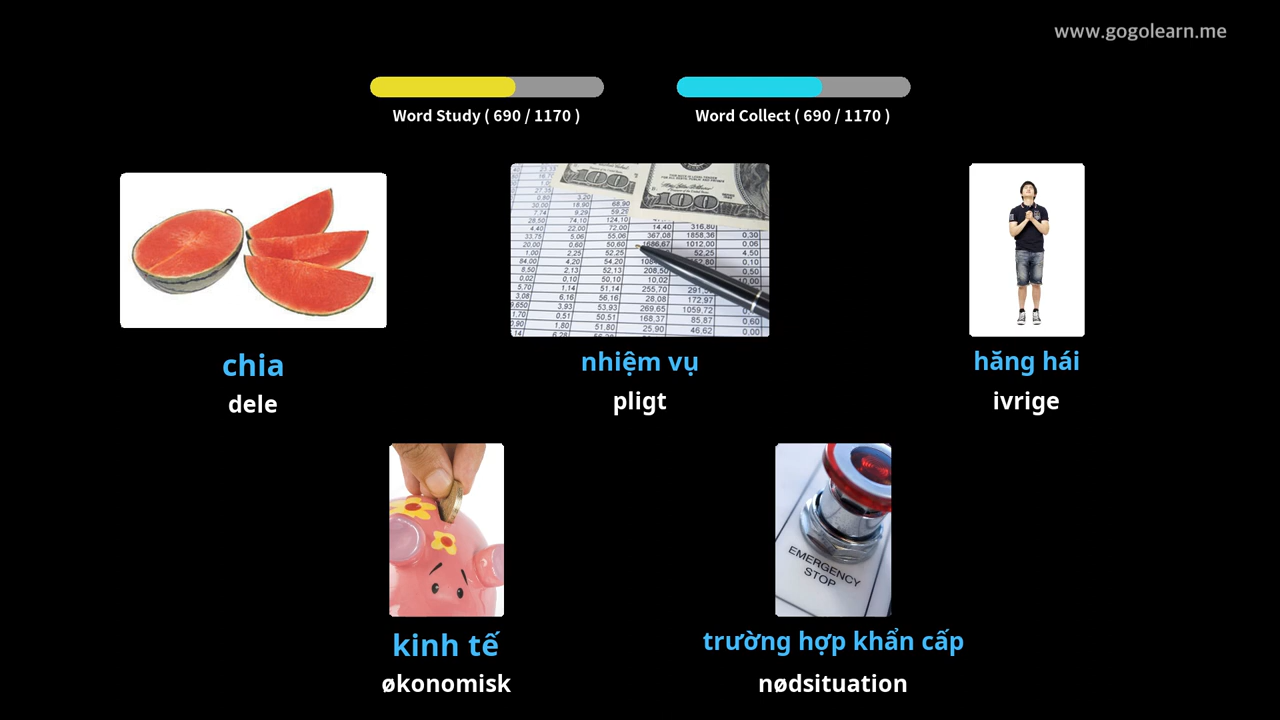 www.gogolearn.me
Word Study ( 690 / 1170 )
Word Collect ( 690 / 1170 )
chia
dele
nhiệm vụ
pligt
hăng hái
ivrige
kinh tế
økonomisk
EMERGENCY
STOP
trường hợp khẩn cấp
nødsituation